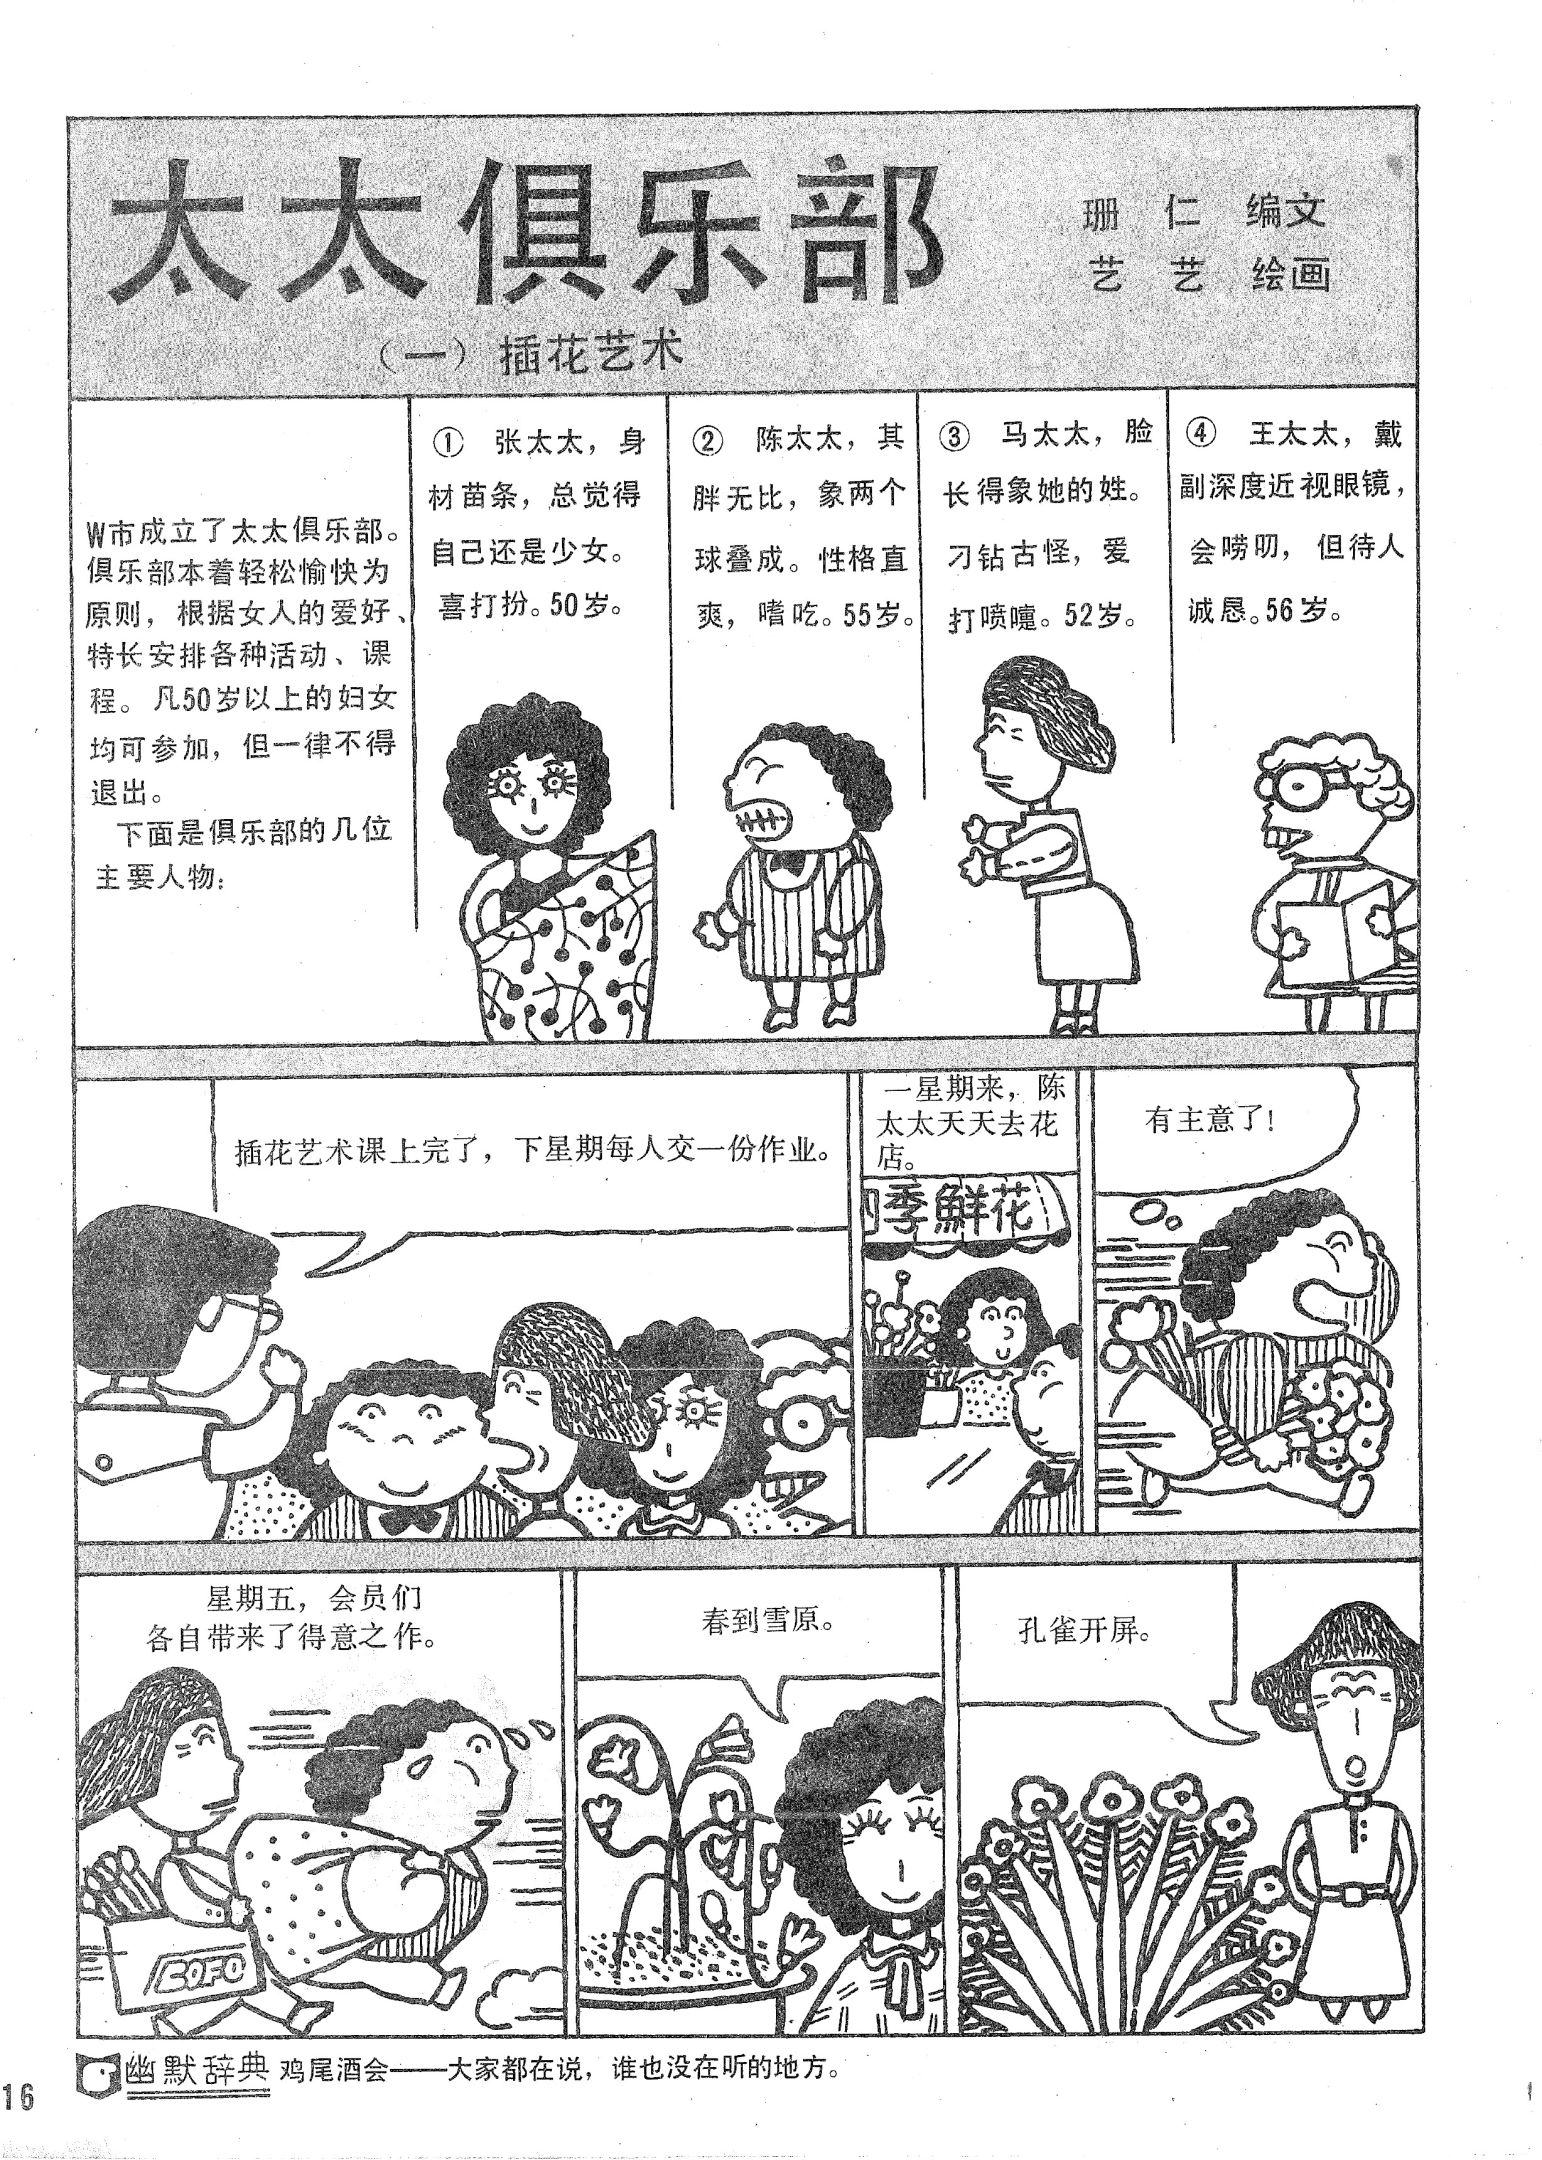 太太俱乐部
珊 仁 编文
艺 艺 绘画
（一）插花艺术
W市成立了太太俱乐部。
俱乐部本着轻松愉快为
原则，根据女人的爱好、
特长安排各种活动、课
程。凡50岁以上的妇女
均可参加，但一律不得
退出。
下面是俱乐部的几位
主要人物：
① 张太太，身
材苗条，总觉得
自己还是少女。
喜打扮。50岁。
② 陈太太，其
胖无比，象两个
球叠成。性格直
爽，嗜吃。55岁。
③ 马太太，脸
长得象她的姓。
刁钻古怪，爱
打喷嚏。52岁。
④ 王太太，戴
副深度近视眼镜，
会唠叨，但待人
诚恳。56岁。
插花艺术课上完了，下星期每人交一份作业。
一星期来，陈
太太天天去花
店。
四季鮮花
有主意了！
星期五，会员们
各自带来了得意之作。
COFO
春到雪原。
孔雀开屏。
幽默辞典 鸡尾酒会——大家都在说，谁也没在听的地方。
16